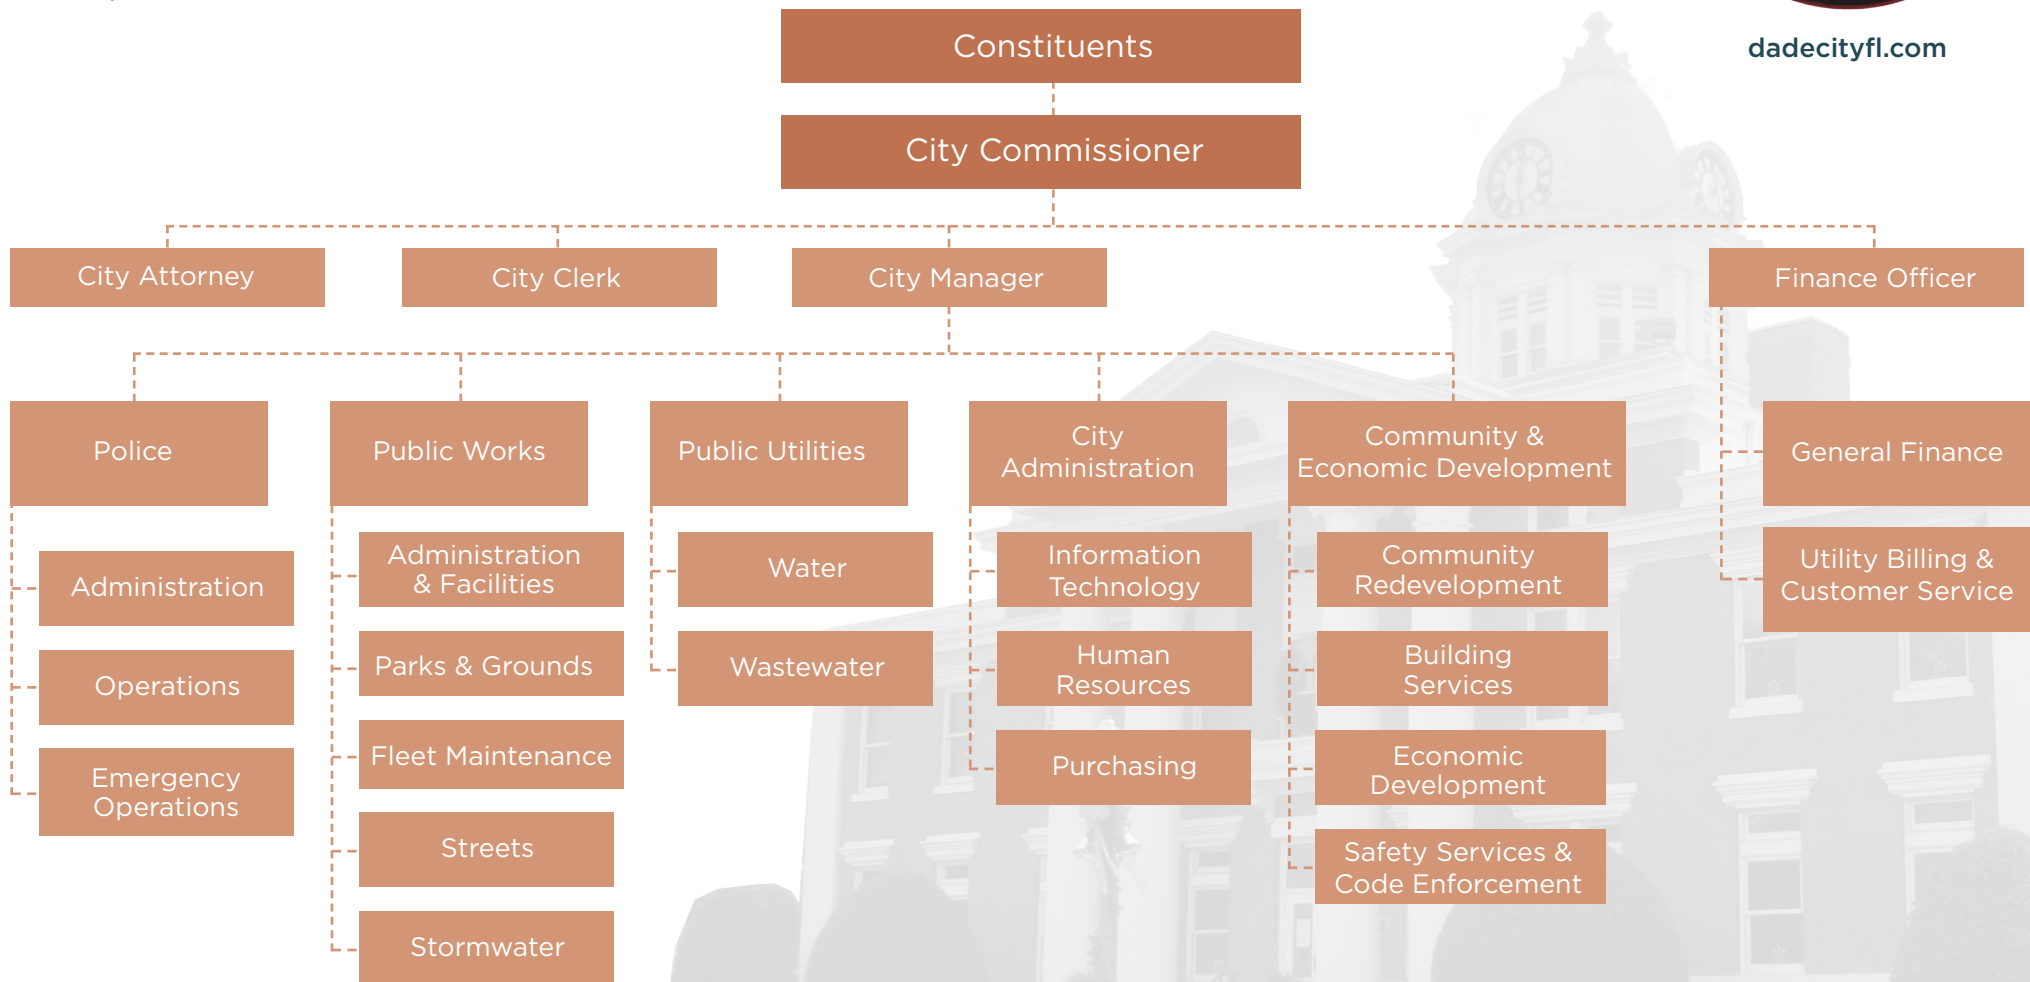 dadecityfl.com
Constituents
City Commissioner
City Attorney
City Clerk
City Manager
Finance Officer
Police
Administration
Operations
Emergency
Operations
Public Works
Administration
& Facilities
Parks & Grounds
Fleet Maintenance
Streets
Stormwater
Public Utilities
Water
Wastewater
City
Administration
Information
Technology
Human
Resources
Purchasing
Community &
Economic Development
Community
Redevelopment
Building
Services
Economic
Development
Safety Services &
Code Enforcement
General Finance
Utility Billing &
Customer Service